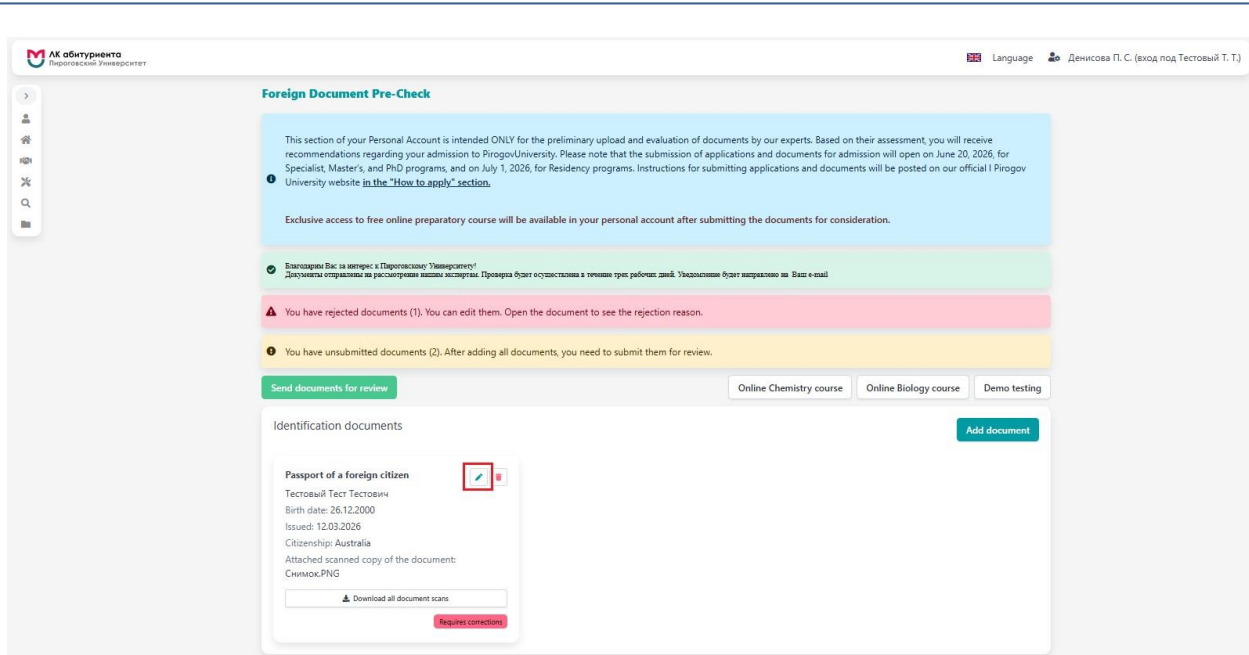 ЛК абитуриента
Пироговский Университет
Language
Денисова П. С. (вход под Тестовый Т. Т.)
Foreign Document Pre-Check
This section of your Personal Account is intended ONLY for the preliminary upload and evaluation of documents by our experts. Based on their assessment, you will receive
recommendations regarding your admission to PirogovUniversity. Please note that the submission of applications and documents for admission will open on June 20, 2026, for
Specialist, Master's, and PhD programs, and on July 1, 2026, for Residency programs. Instructions for submitting applications and documents will be posted on our official l Pirogov
University website in the "How to apply" section.
Exclusive access to free online preparatory course will be available in your personal account after submitting the documents for consideration.
Благодарим Вас за интерес к Пироговскому Университету!
Документы отправлены на рассмотрение нашим экспертам. Проверка будет осуществлена в течение трех рабочих дней. Уведомление будет направлено на Ваш e-mail
You have rejected documents (1). You can edit them. Open the document to see the rejection reason.
You have unsubmitted documents (2). After adding all documents, you need to submit them for review.
Send documents for review
Online Chemistry course
Online Biology course
Demo testing
Identification documents
Add document
Passport of a foreign citizen
Тестовый Тест Тестович
Birth date: 26.12.2000
Issued: 12.03.2026
Citizenship: Australia
Attached scanned copy of the document:
Снимок.PNG
Download all document scans
Requires corrections